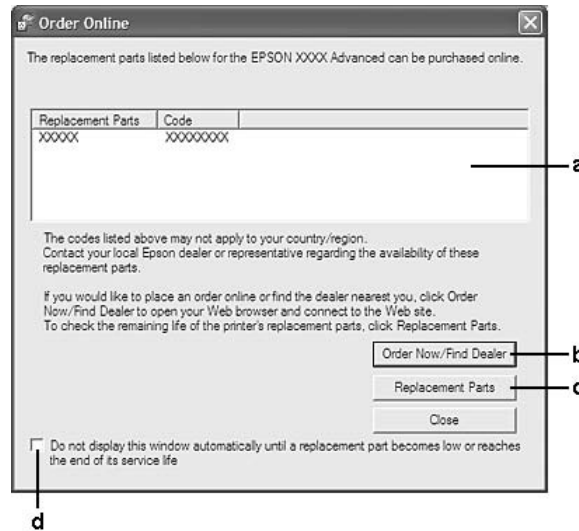 Order Online
The replacement parts listed below for the EPSON XXXX Advanced can be purchased online.
Replacement Parts Code
XXXXX XXXXXXXX
a
The codes listed above may not apply to your country/region.
Contact your local Epson dealer or representative regarding the availability of these
replacement parts.
If you would like to place an order online or find the dealer nearest you, click Order
Now/Find Dealer to open your Web browser and connect to the Web site.
To check the remaining life of the printer's replacement parts, click Replacement Parts.
Order Now/Find Dealer
b
Replacement Parts
c
Close
Do not display this window automatically until a replacement part becomes low or reaches
the end of its service life
d